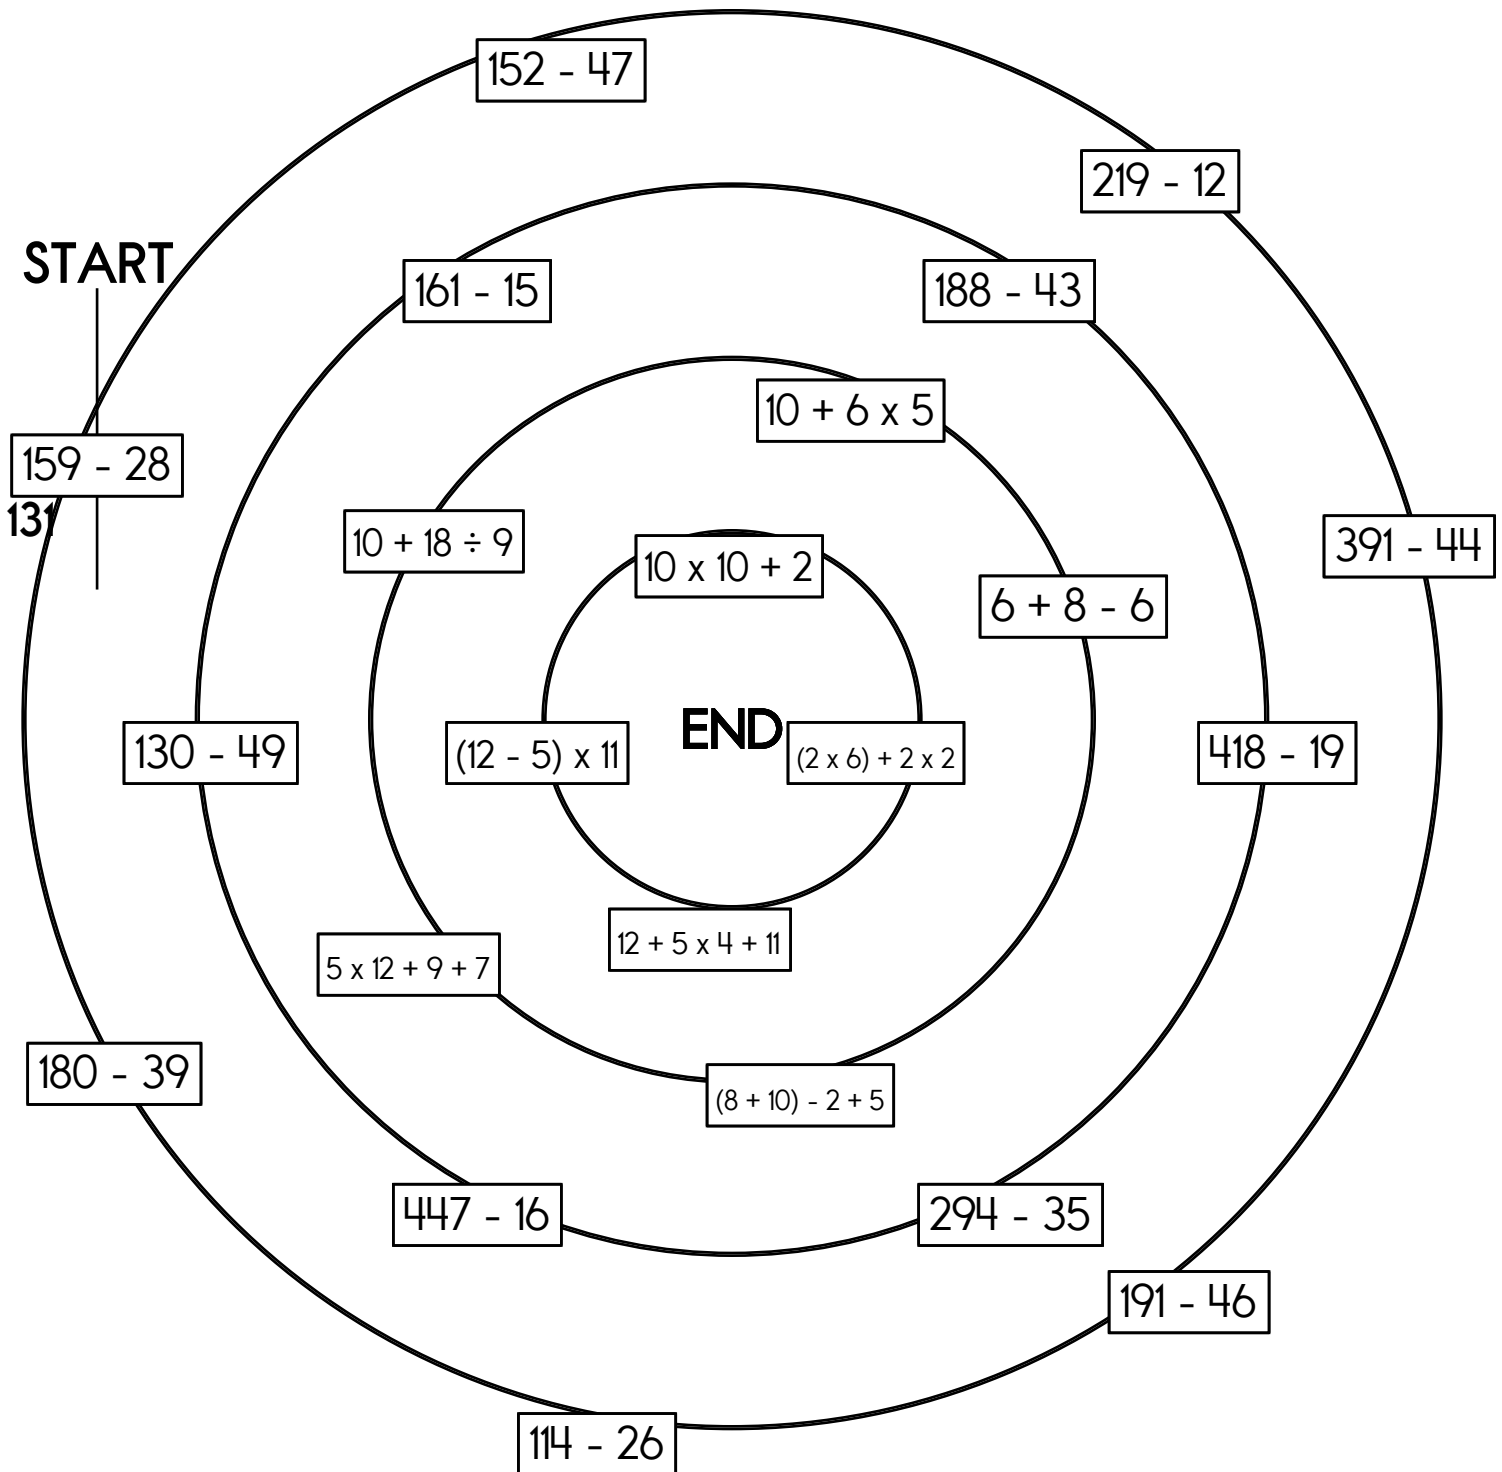 152 - 47
219 - 12
START
161 - 15
188 - 43
10 + 6 x 5
159 - 28
131
10 + 18 ÷ 9
391 - 44
10 x 10 + 2
6 + 8 - 6
END
130 - 49
(12 - 5) x 11
(2 x 6) + 2 x 2
418 - 19
12 + 5 x 4 + 11
5 x 12 + 9 + 7
180 - 39
(8 + 10) - 2 + 5
447 - 16
294 - 35
191 - 46
114 - 26